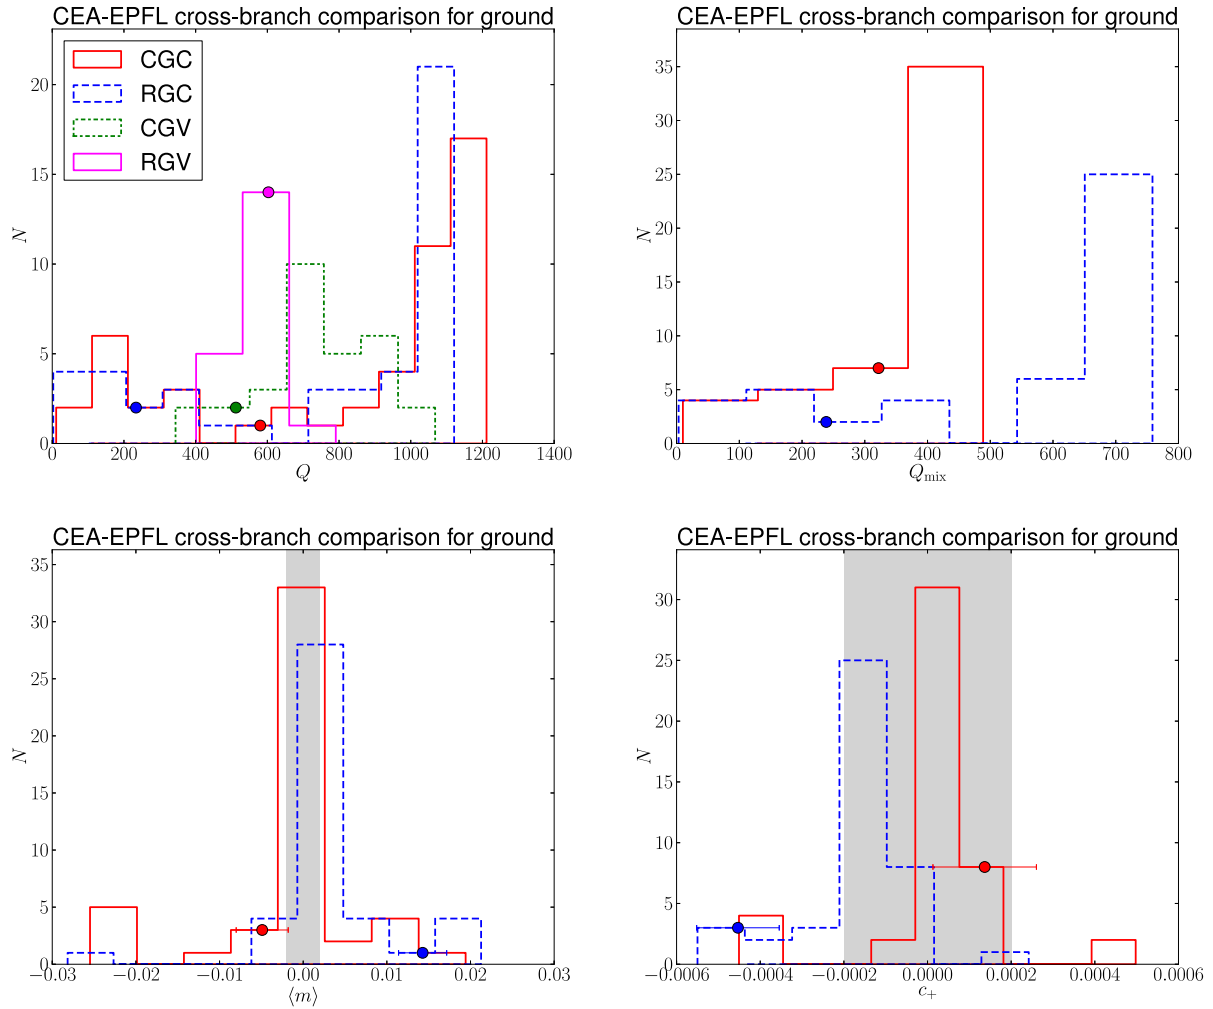 CEA-EPFL cross-branch comparison for ground
CGC
RGC
CGV
RGV
N
20
15
10
5
0
0 200 400 600 800 1000 1200 1400
Q
CEA-EPFL cross-branch comparison for ground
N
35
30
25
20
15
10
5
0
0 100 200 300 400 500 600 700 800
Qmix
CEA-EPFL cross-branch comparison for ground
N
35
30
25
20
15
10
5
0
−0.03 −0.02 −0.01 0.00 0.01 0.02 0.03
⟨m⟩
CEA-EPFL cross-branch comparison for ground
N
30
25
20
15
10
5
0
−0.0006 −0.0004 −0.0002 0.0000 0.0002 0.0004 0.0006
c+